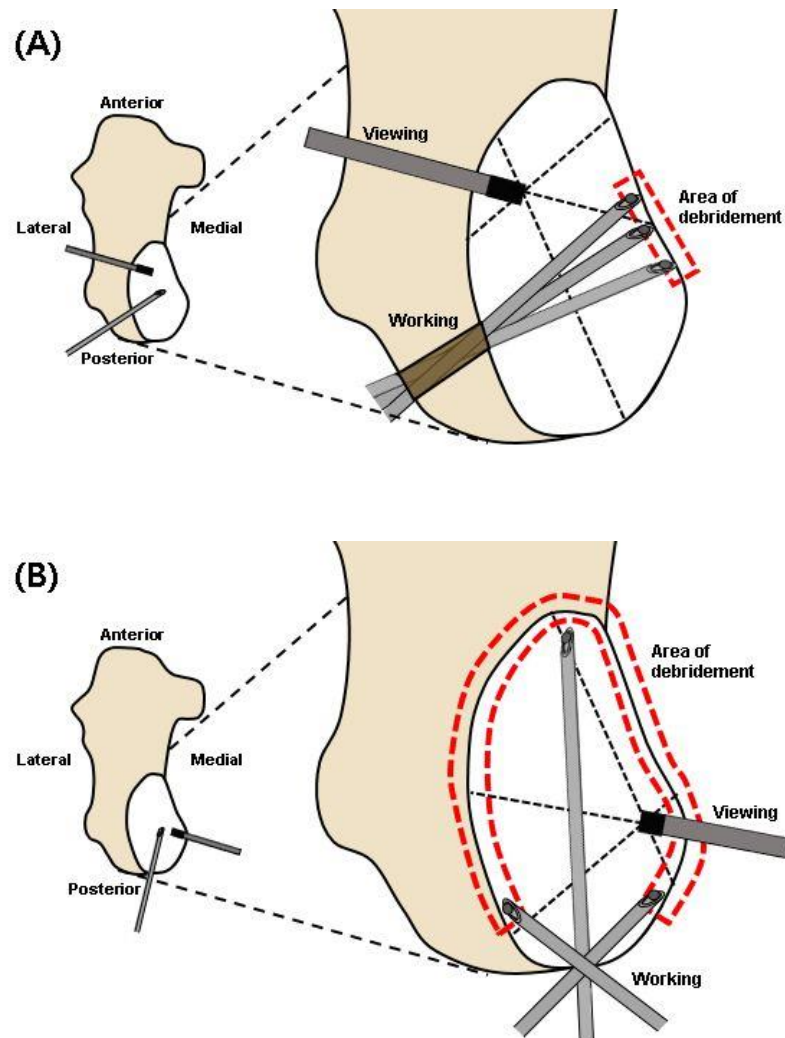 (A)
Anterior
Viewing
Area of
debridement
Lateral
Medial
Working
Posterior
(B)
Anterior
Area of
debridement
Lateral
Medial
Viewing
Posterior
Working